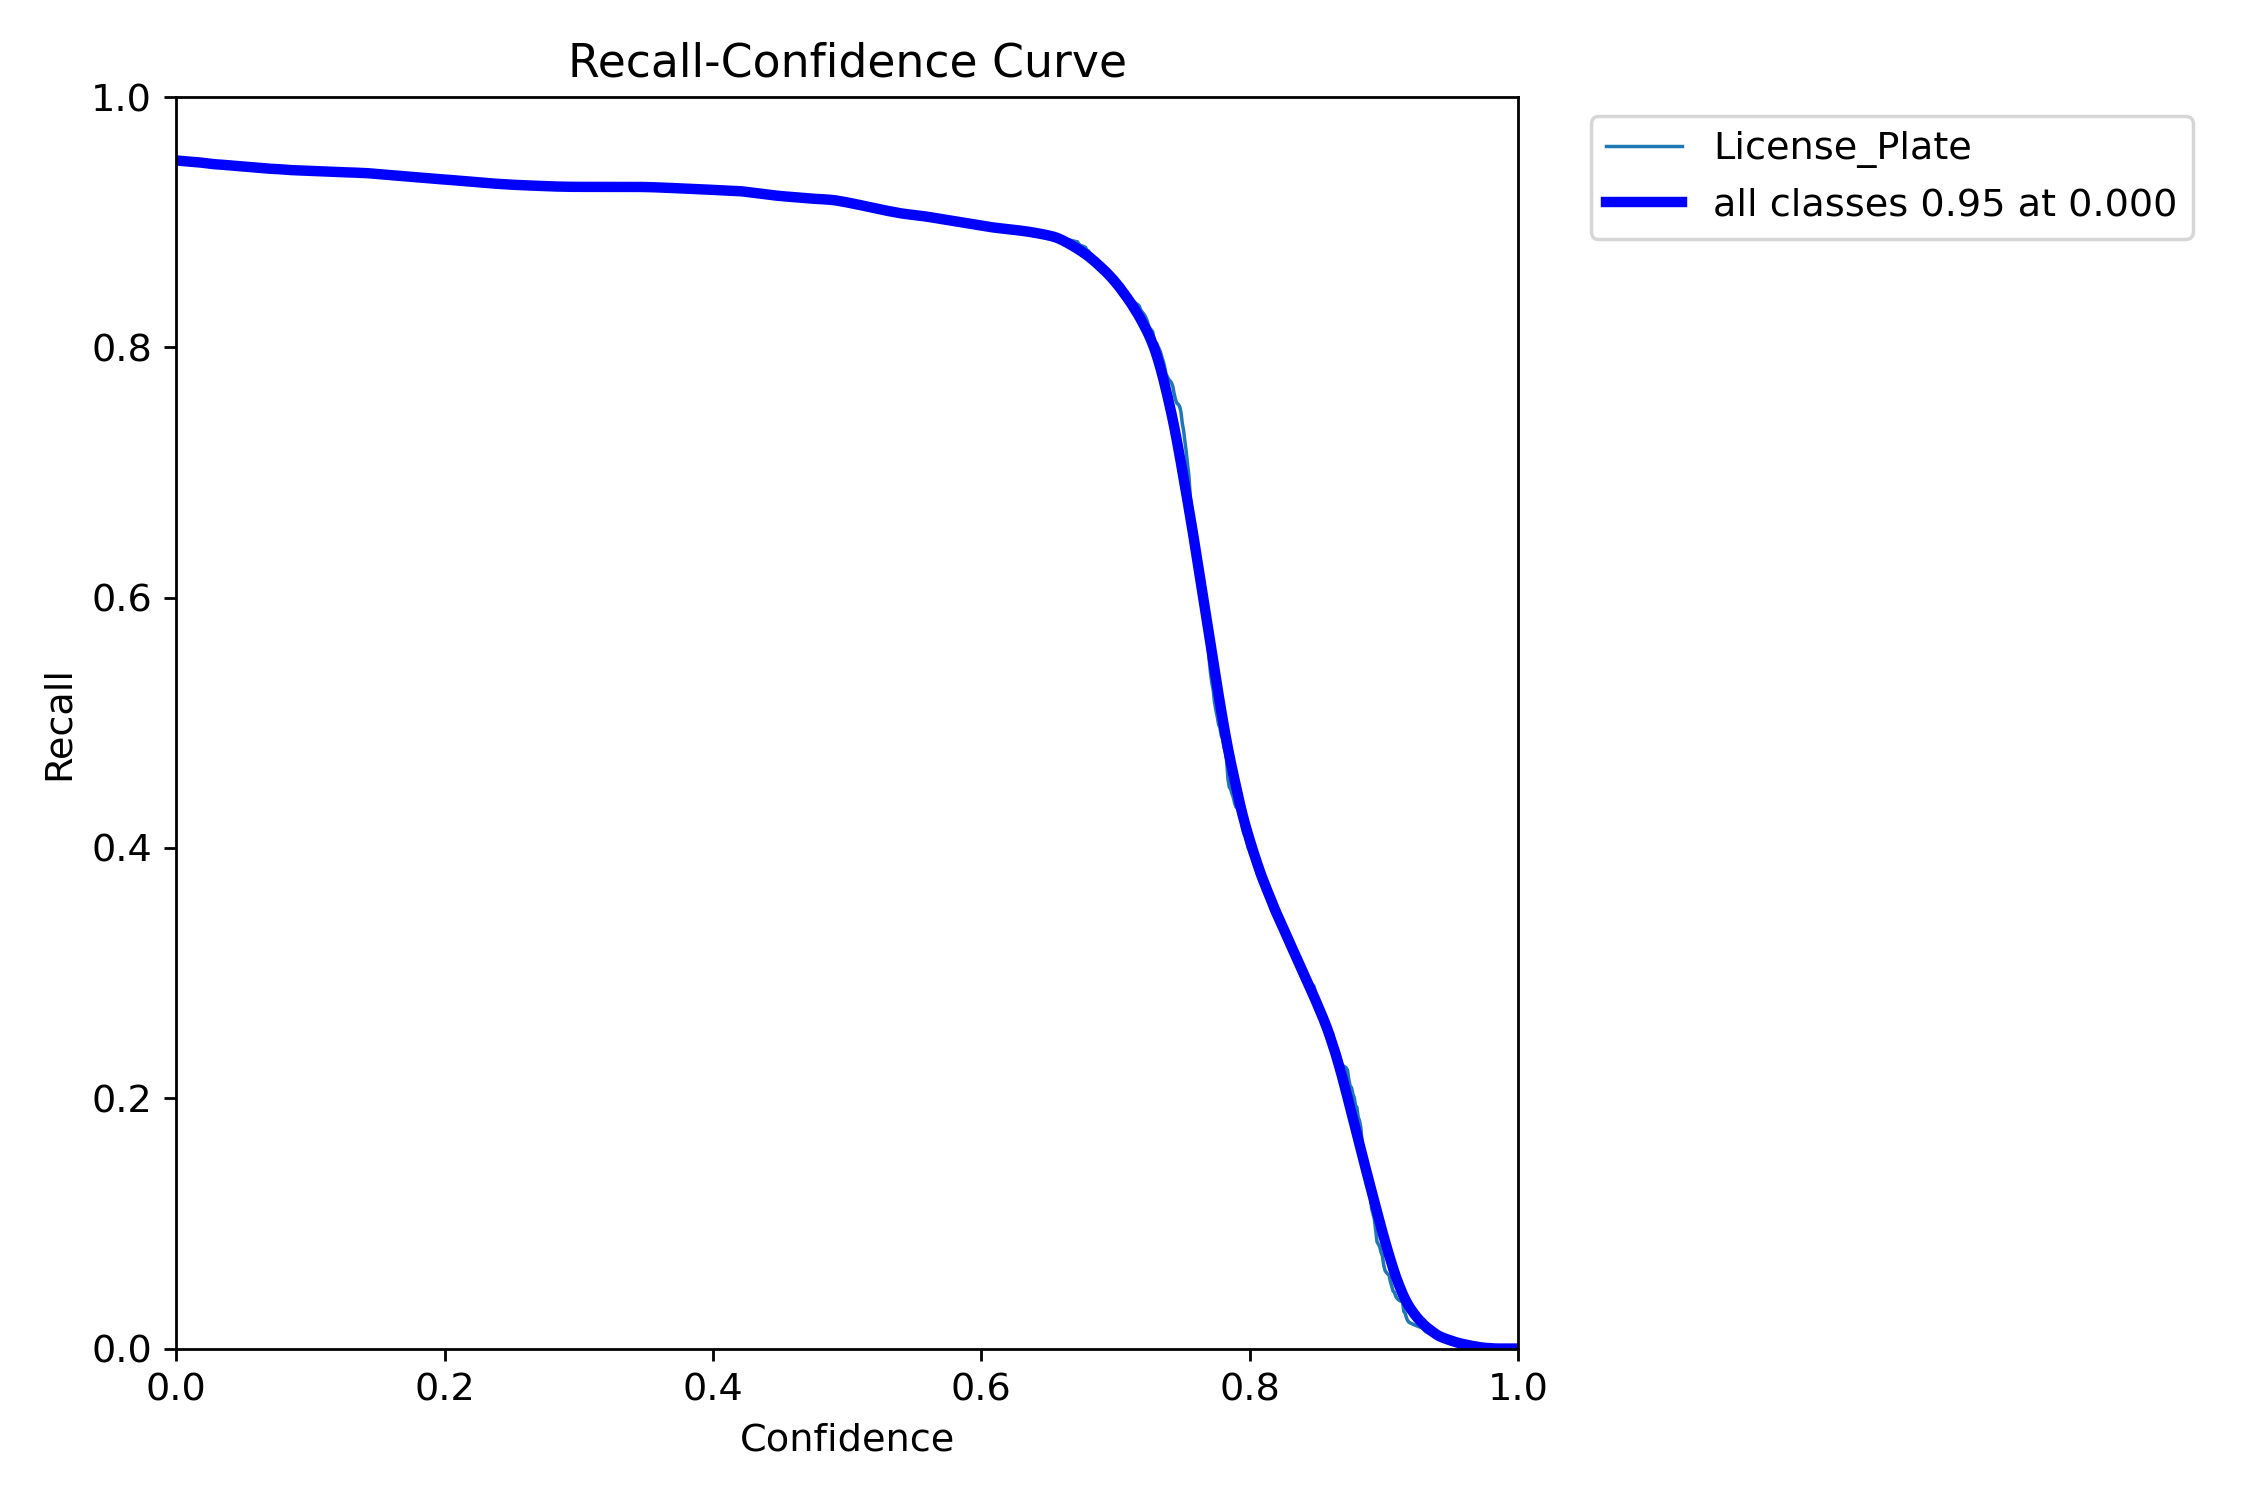 Recall-Confidence Curve
1.0
0.8
0.6
0.4
0.2
0.0
Recall
0.0 0.2 0.4 0.6 0.8 1.0
Confidence
License_Plate
all classes 0.95 at 0.000